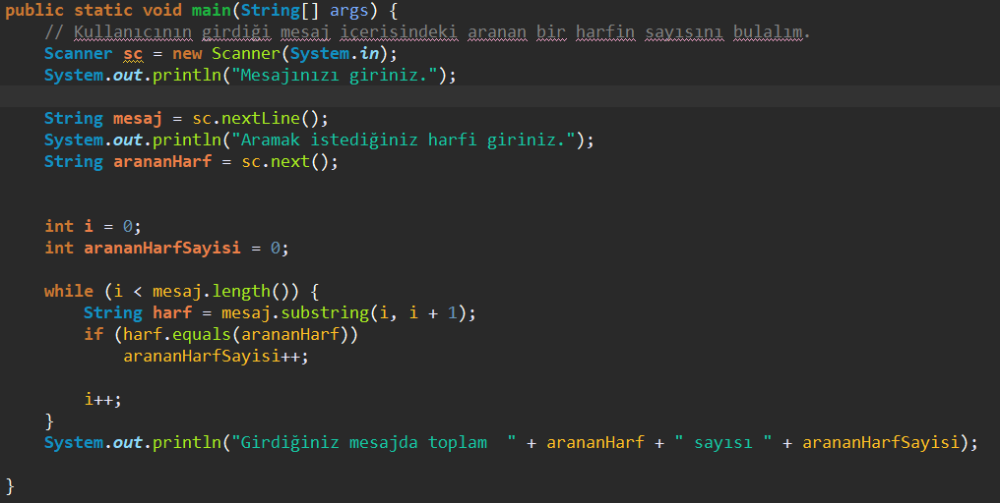 public static void main(String[] args) {
    // Kullanıcının girdiği mesaj icerisindeki aranan bir harfin sayısını bulalım.
    Scanner sc = new Scanner(System.in);
    System.out.println("Mesajınızı giriniz.");
    String mesaj = sc.nextLine();
    System.out.println("Aramak istediğiniz harfi giriniz.");
    String arananHarf = sc.next();
    int i = 0;
    int arananHarfSayisi = 0;
    while (i < mesaj.length()) {
        String harf = mesaj.substring(i, i + 1);
        if (harf.equals(arananHarf))
            arananHarfSayisi++;
        i++;
    }
    System.out.println("Girdiğiniz mesajda toplam  " + arananHarf + " sayısı " + arananHarfSayisi);
}